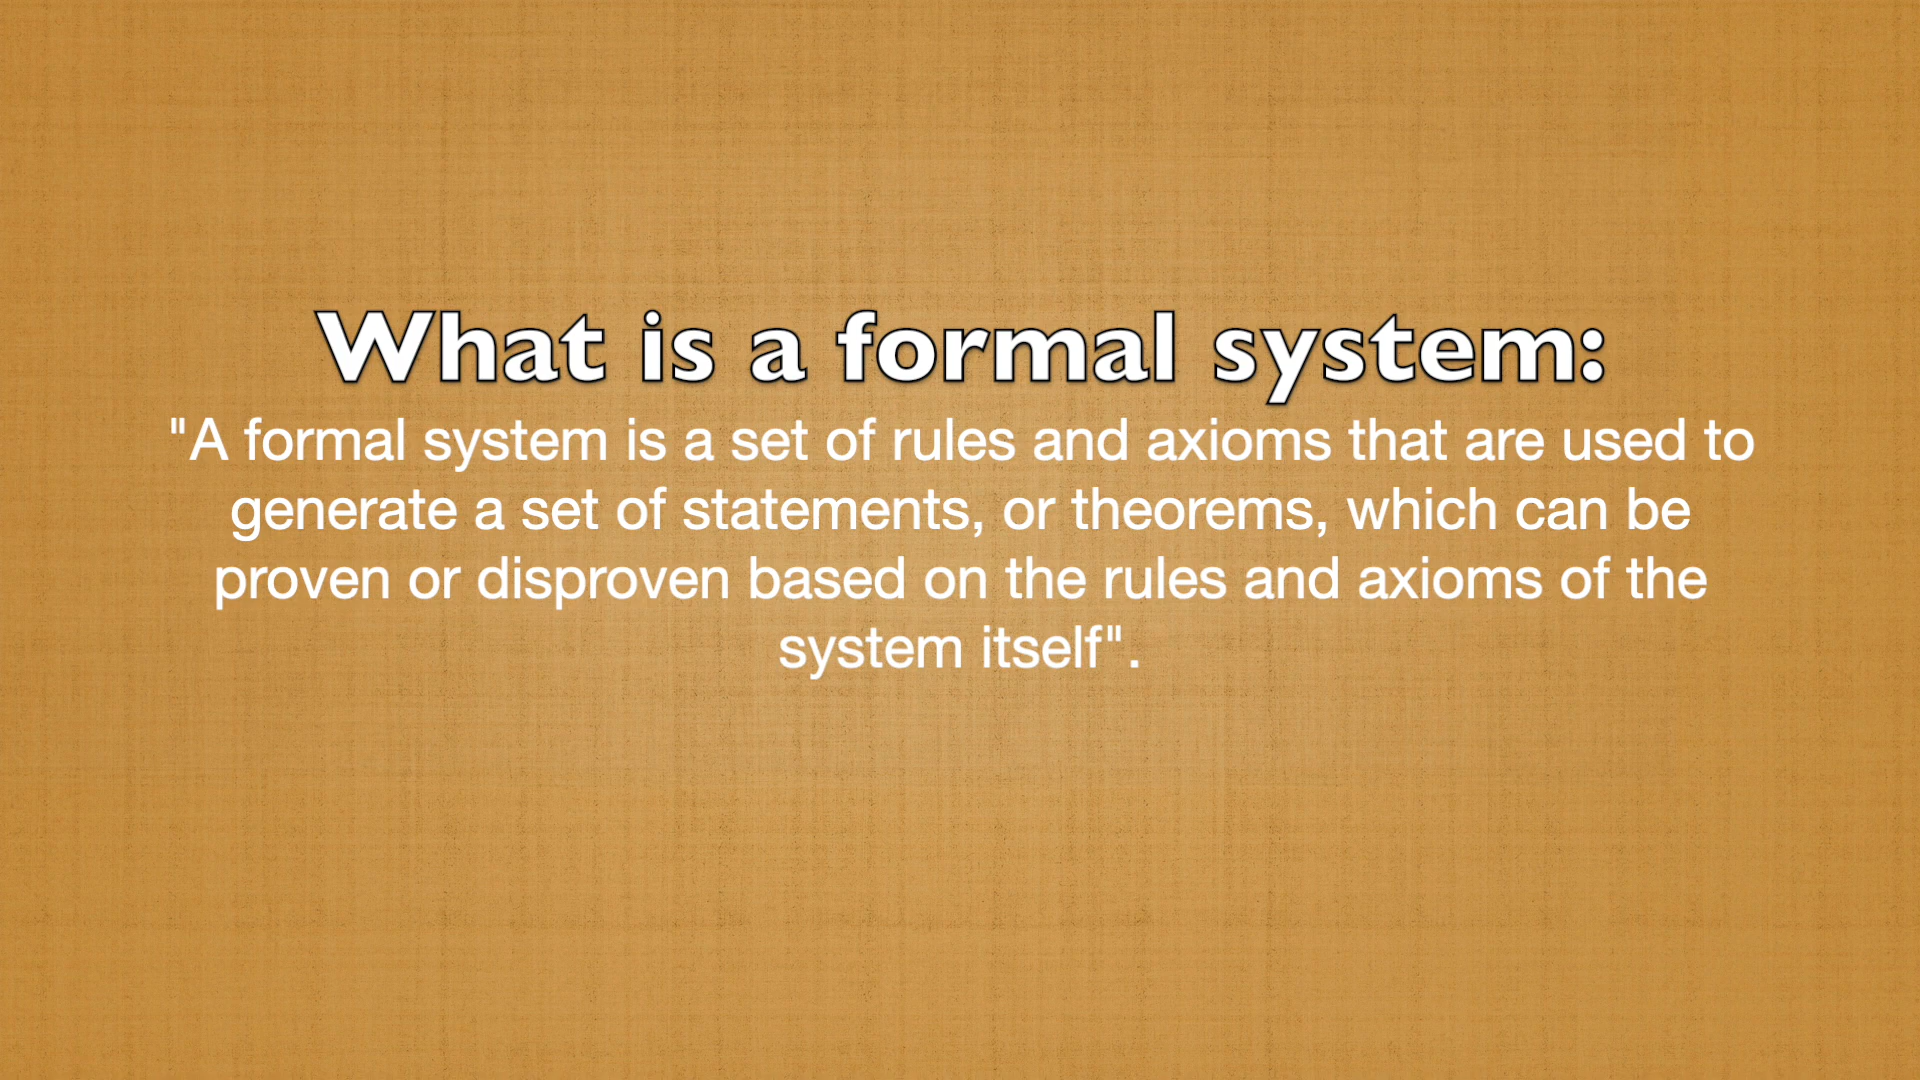 What is a formal system:
"A formal system is a set of rules and axioms that are used to
generate a set of statements, or theorems, which can be
proven or disproven based on the rules and axioms of the
system itself".